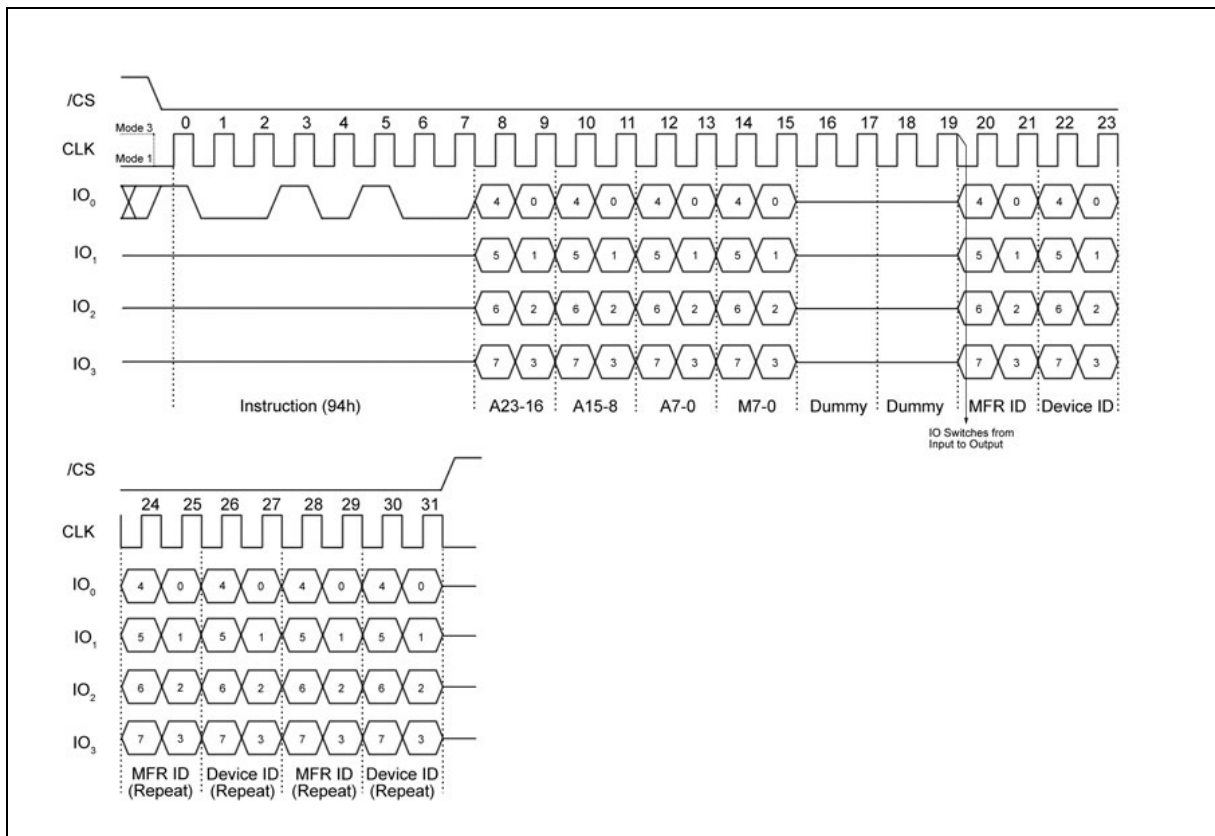 /CS
0 1 2 3 4 5 6 7 8 9 10 11 12 13 14 15 16 17 18 19 20 21 22 23
Mode 3
CLK
Mode 1
IO0 4 0 4 0 4 0 4 0 4 0 4 0
IO1 5 1 5 1 5 1 5 1 5 1 5 1
IO2 6 2 6 2 6 2 6 2 6 2 6 2
IO3 7 3 7 3 7 3 7 3 7 3 7 3
Instruction (94h) A23-16 A15-8 A7-0 M7-0 Dummy Dummy MFR ID Device ID
IO Switches from
Input to Output
/CS
24 25 26 27 28 29 30 31
CLK
IO0 4 0 4 0 4 0 4 0
IO1 5 1 5 1 5 1 5 1
IO2 6 2 6 2 6 2 6 2
IO3 7 3 7 3 7 3 7 3
MFR ID Device ID MFR ID Device ID
(Repeat) (Repeat) (Repeat) (Repeat)